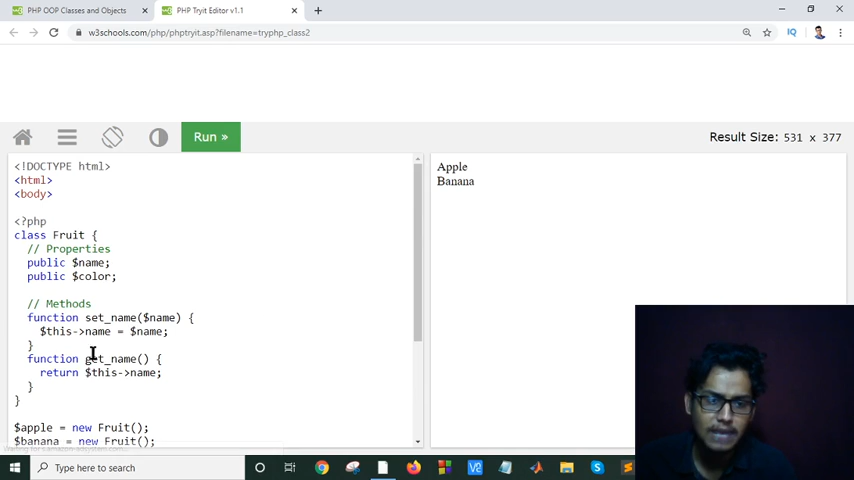 PHP OOP Classes and Objects
PHP Tryit Editor v1.1
w3schools.com/php/phptryit.asp?filename=tryphp_class2
IQ
Run »
Result Size: 531 x 377
<!DOCTYPE html>
<html>
<body>
<?php
class Fruit {
// Properties
public $name;
public $color;
// Methods
function set_name($name) {
$this->name = $name;
}
function get_name() {
return $this->name;
}
}
$apple = new Fruit();
$banana = new Fruit();
Apple
Banana
Type here to search